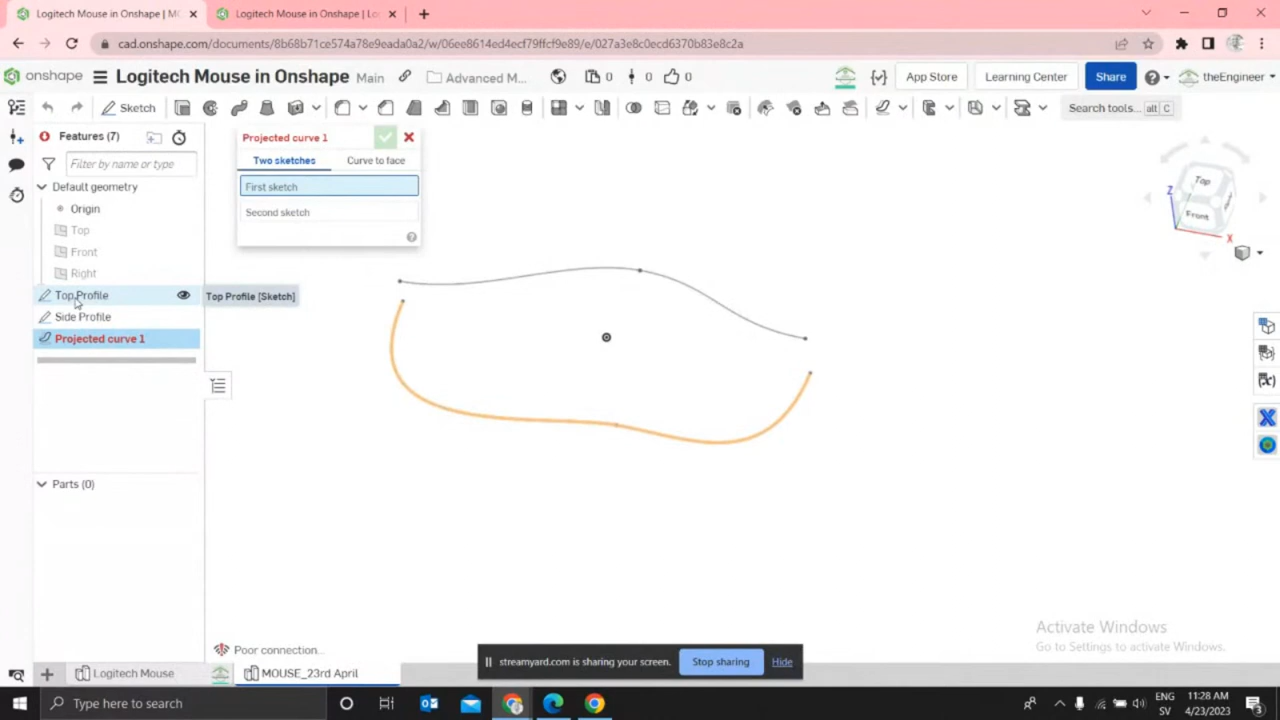 Logitech Mouse in Onshape | MO
Logitech Mouse in Onshape | Lo
cad.onshape.com/documents/8b68b71ce574a78e9eada0a2/w/06ee8614ed4ecf79ffcf9e89/e/027a3e8c0ecd6370b83e8c2a
onshape Logitech Mouse in Onshape Main 0 0 0 Advanced M... App Store Learning Center Share theEngineer
Sketch Search tools... alt C
Features (7)
Filter by name or type
Default geometry
Origin
Top
Front
Right
Top Profile
Top Profile [Sketch]
Side Profile
Projected curve 1
Parts (0)
Projected curve 1
Two sketches Curve to face
First sketch
Second sketch
Top
Front
Z
X
Poor connection...
Activate Windows
Go to Settings to activate Windows.
streamyard.com is sharing your screen. Stop sharing Hide
Logitech Mouse MOUSE_23rd April
Type here to search
ENG
SV
11:28 AM
4/23/2023
3